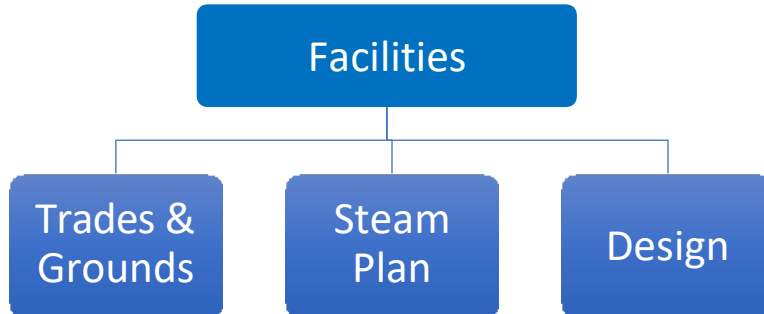 Facilities
Trades &
Grounds
Steam
Plan
Design